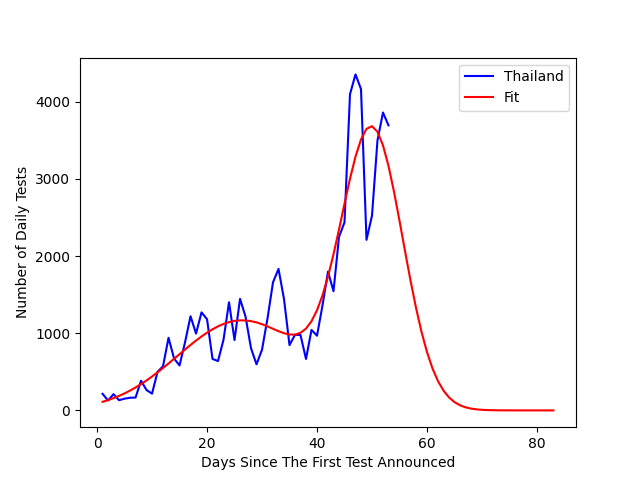 Thailand
Fit
Number of Daily Tests
4000
3000
2000
1000
0
0 20 40 60 80
Days Since The First Test Announced